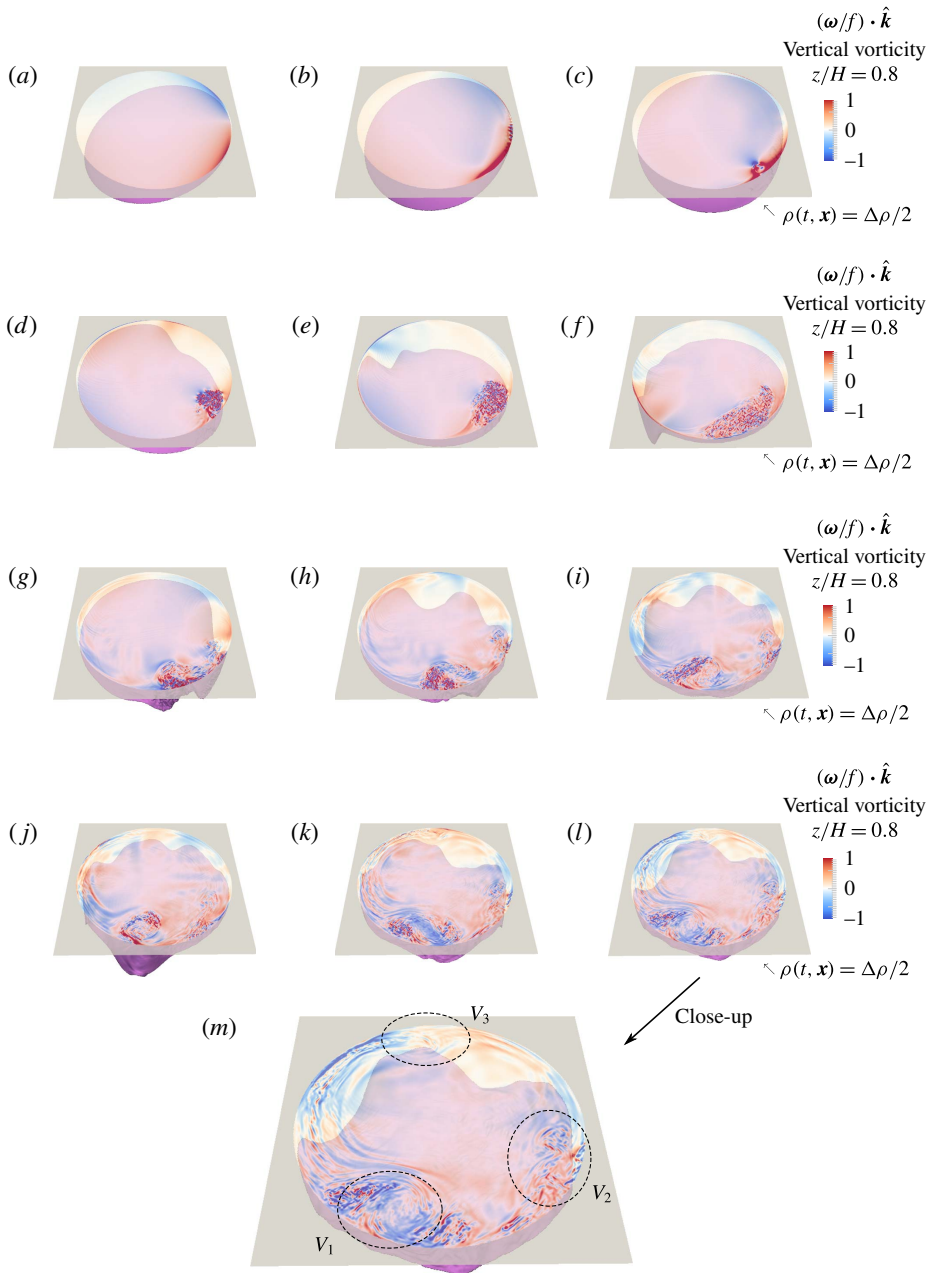 (a)
(b)
(c)
(ω/f) · k̂
Vertical vorticity
z/H = 0.8
1
0
−1
ρ(t, x) = Δρ/2
(d)
(e)
(f)
(ω/f) · k̂
Vertical vorticity
z/H = 0.8
1
0
−1
ρ(t, x) = Δρ/2
(g)
(h)
(i)
(ω/f) · k̂
Vertical vorticity
z/H = 0.8
1
0
−1
ρ(t, x) = Δρ/2
(j)
(k)
(l)
(ω/f) · k̂
Vertical vorticity
z/H = 0.8
1
0
−1
ρ(t, x) = Δρ/2
Close-up
(m)
V₃
V₂
V₁